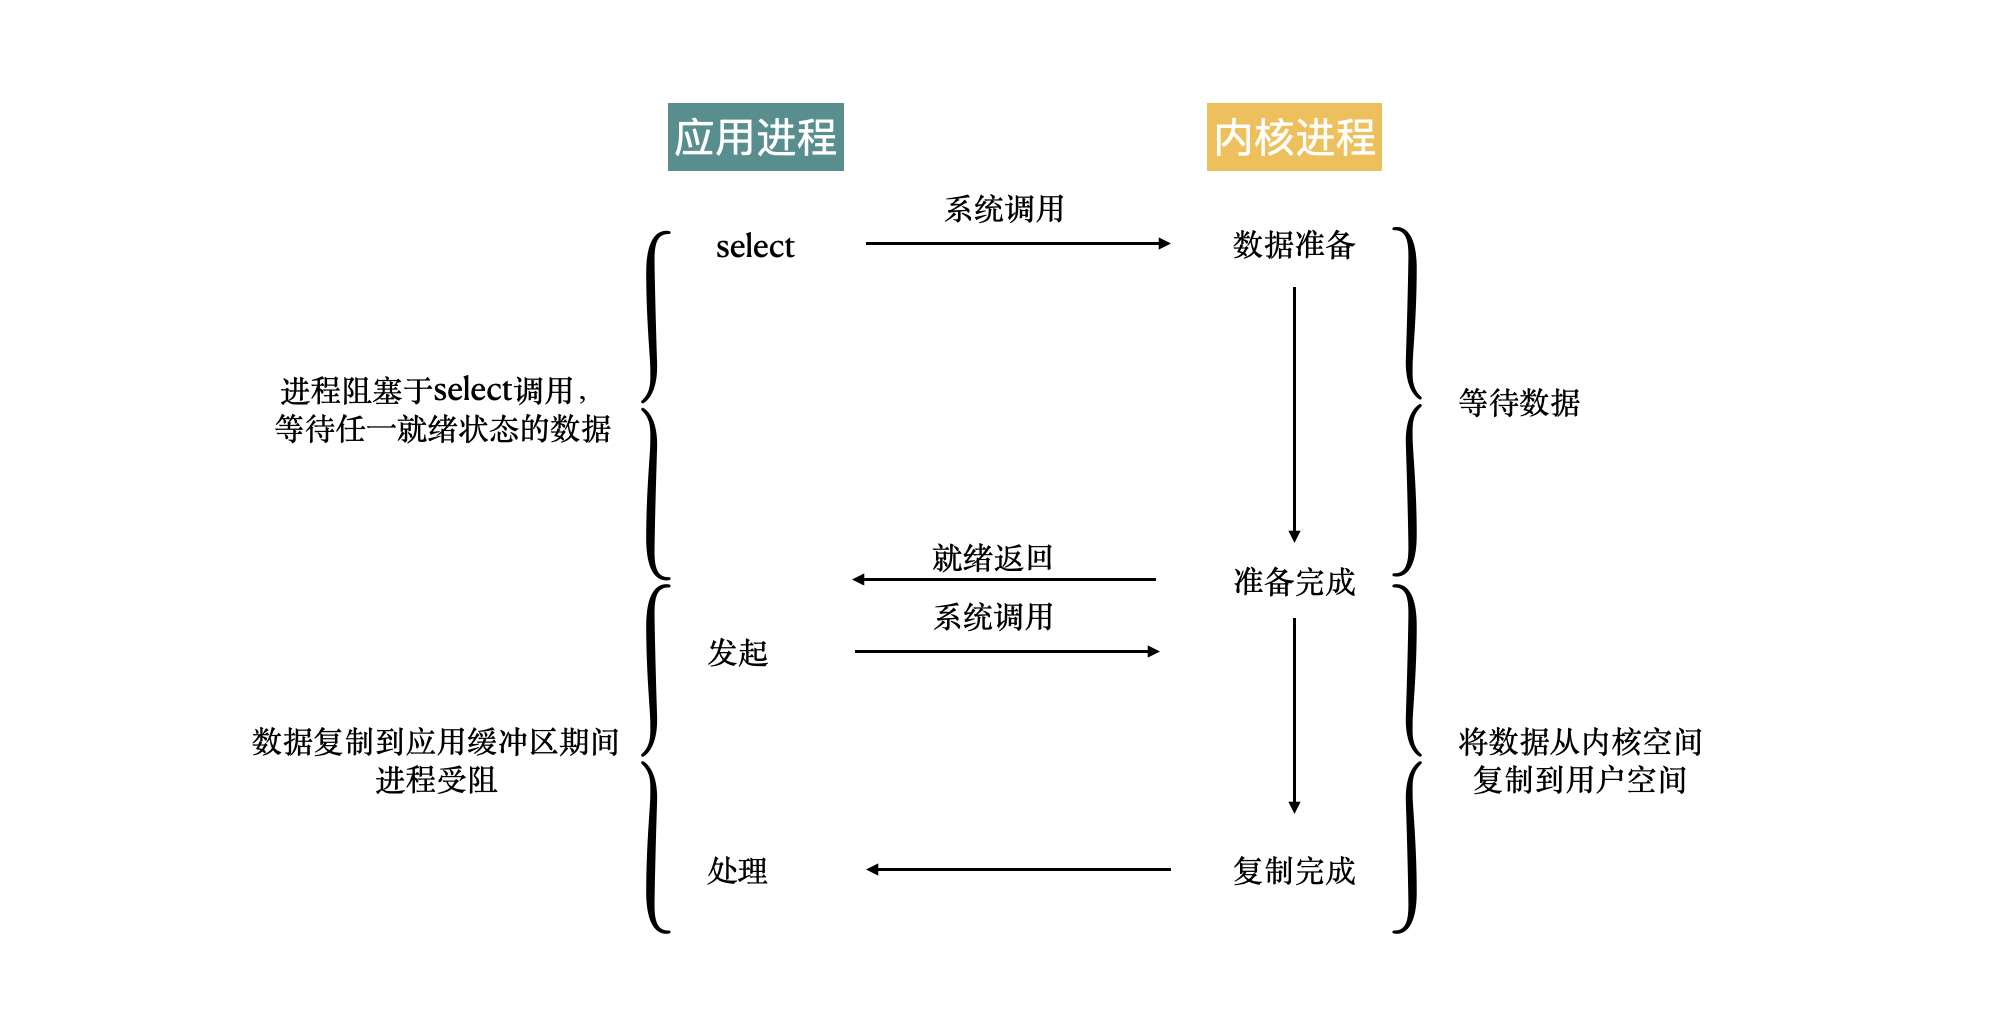 应用进程
内核进程
系统调用
select
数据准备
进程阻塞于select调用，
等待任一就绪状态的数据
等待数据
就绪返回
准备完成
系统调用
发起
数据复制到应用缓冲区期间
进程受阻
将数据从内核空间
复制到用户空间
处理
复制完成